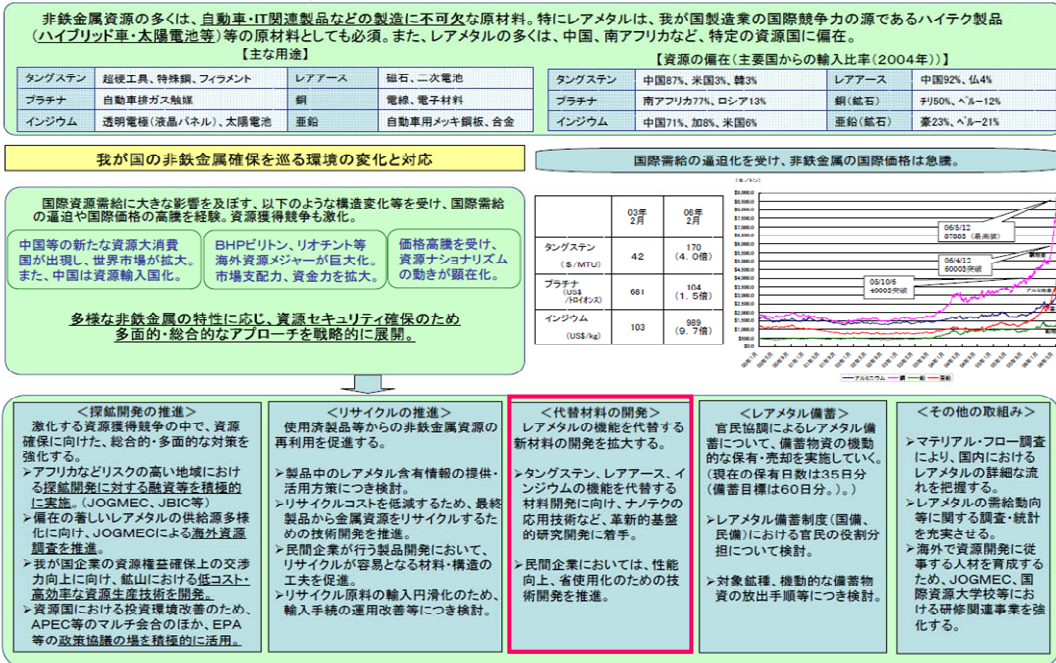 非鉄金属資源の多くは、自動車・IT関連製品などの製造に不可欠な原材料。特にレアメタルは、我が国製造業の国際競争力の源であるハイテク製品
(ハイブリッド車・太陽電池等)等の原材料としても必須。また、レアメタルの多くは、中国、南アフリカなど、特定の資源国に偏在。
【主な用途】
タングステン 超硬工具、特殊鋼、フィラメント レアアース 磁石、二次電池
プラチナ 自動車排ガス触媒 銅 電線、電子材料
インジウム 透明電極(液晶パネル)、太陽電池 亜鉛 自動車用メッキ鋼板、合金
【資源の偏在(主要国からの輸入比率(2004年))】
タングステン 中国87%、米国3%、韓3% レアアース 中国92%、仏4%
プラチナ 南アフリカ77%、ロシア13% 銅(鉱石) チリ50%、ペルー12%
インジウム 中国71%、加8%、米国6% 亜鉛(鉱石) 豪23%、ペルー21%
我が国の非鉄金属確保を巡る環境の変化と対応
国際資源需給に大きな影響を及ぼす、以下のような構造変化等を受け、国際需給
の逼迫や国際価格の高騰を経験。資源獲得競争も激化。
中国等の新たな資源大消費
国が出現し、世界市場が拡大。
また、中国は資源輸入国化。
BHPビリトン、リオチント等
海外資源メジャーが巨大化。
市場支配力、資金力を拡大。
価格高騰を受け、
資源ナショナリズム
の動きが顕在化。
多様な非鉄金属の特性に応じ、資源セキュリティ確保のため
多面的・総合的なアプローチを戦略的に展開。
国際需給の逼迫化を受け、非鉄金属の国際価格は急騰。
03年
2月
06年
2月
タングステン
($/MTU)
42
170
(4.0倍)
プラチナ
(US$
/トロイオンス)
681
104
(1.5倍)
インジウム
(US$/kg)
103
989
(9.7倍)
($/トン)
$9,000.0
$8,500.0
$8,000.0
$7,500.0
$7,000.0
$6,500.0
$6,000.0
$5,500.0
$5,000.0
$4,500.0
$4,000.0
$3,500.0
$3,000.0
$2,500.0
$2,000.0
$1,500.0
$1,000.0
$500.0
$0.0
06/5/12
(最高値)
06/4/12
6000$突破
05/10/6
4000$突破
アルミニウム 銅 鉛 亜鉛
<探鉱開発の推進>
激化する資源獲得競争の中で、資源
確保に向けた、総合的・多面的な対策を
強化する。
➢アフリカなどリスクの高い地域におけ
る探鉱開発に対する融資等を積極的
に実施。(JOGMEC、JBIC等)
➢偏在の著しいレアメタルの供給源多様
化に向け、JOGMECによる海外資源
調査を推進。
➢我が国企業の資源権益確保上の交渉
力向上に向け、鉱山における低コスト・
高効率な資源生産技術を開発。
➢資源国における投資環境改善のため、
APEC等のマルチ会合のほか、EPA
等の政策協議の場を積極的に活用。
<リサイクルの推進>
使用済製品等からの非鉄金属資源の
再利用を促進する。
➢製品中のレアメタル含有情報の提供・
活用方策につき検討。
➢リサイクルコストを低減するため、最終
製品から金属資源をリサイクルするた
めの技術開発を推進。
➢民間企業が行う製品開発において、
リサイクルが容易となる材料・構造の
工夫を促進。
➢リサイクル原料の輸入円滑化のため、
輸入手続の運用改善等につき検討。
<代替材料の開発>
レアメタルの機能を代替する
新材料の開発を拡大する。
➢タングステン、レアアース、イ
ンジウムの機能を代替する
材料開発に向け、ナノテクの
応用技術など、革新的基盤
的研究開発に着手。
➢民間企業においては、性能
向上、省使用化のための技
術開発を推進。
<レアメタル備蓄>
官民協調によるレアメタル備
蓄について、備蓄物資の機動
的な保有・売却を実施していく。
(現在の保有日数は35日分
(備蓄目標は60日分。)。)
➢レアメタル備蓄制度(国備、
民備)における官民の役割分
担について検討。
➢対象鉱種、機動的な備蓄物
資の放出手順等につき検討。
<その他の取組み>
➢マテリアル・フロー調査
により、国内における
レアメタルの詳細な流
れを把握する。
➢レアメタルの需給動向
等に関する調査・統計
を充実させる。
➢海外で資源開発に従
事する人材を育成する
ため、JOGMEC、国
際資源大学校等にお
ける研修関連事業を強
化する。